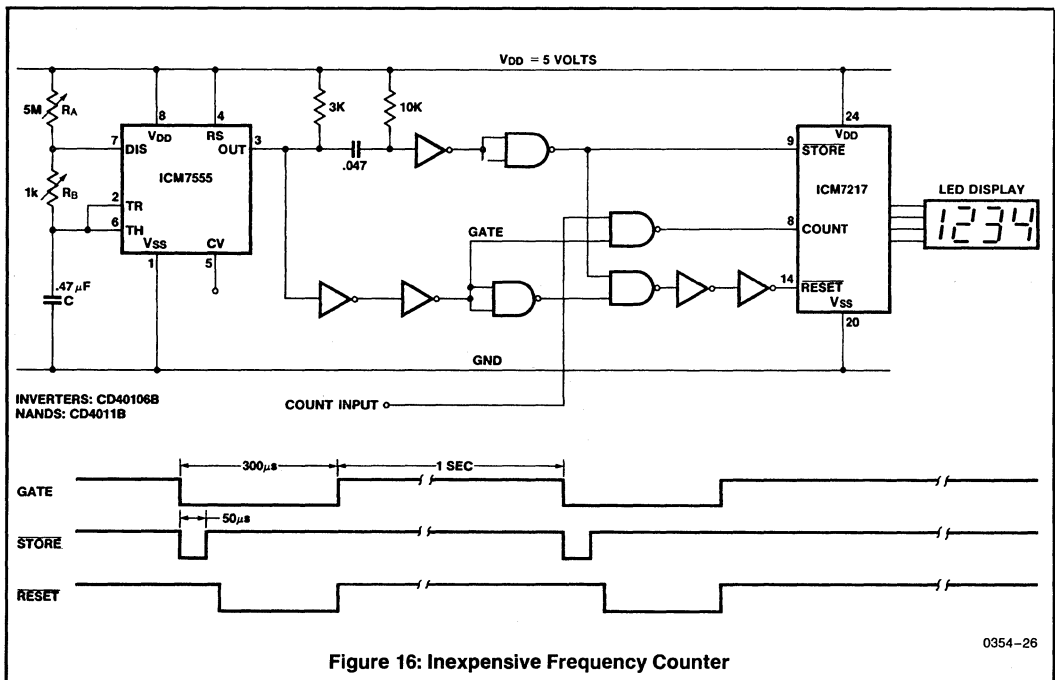 VDD = 5 VOLTS
5M RA
7
DIS
8
VDD
4
RS
OUT
3
ICM7555
1k RB
2
TR
6
TH
VSS
1
CV
5
.47 µF
C
3K
10K
.047
GATE
24
VDD
9
STORE
ICM7217
8
COUNT
14
RESET
VSS
20
LED DISPLAY
1234
GND
INVERTERS: CD40106B
NANDS: CD4011B
COUNT INPUT
300µs
1 SEC
GATE
50µs
STORE
RESET
0354–26
Figure 16: Inexpensive Frequency Counter